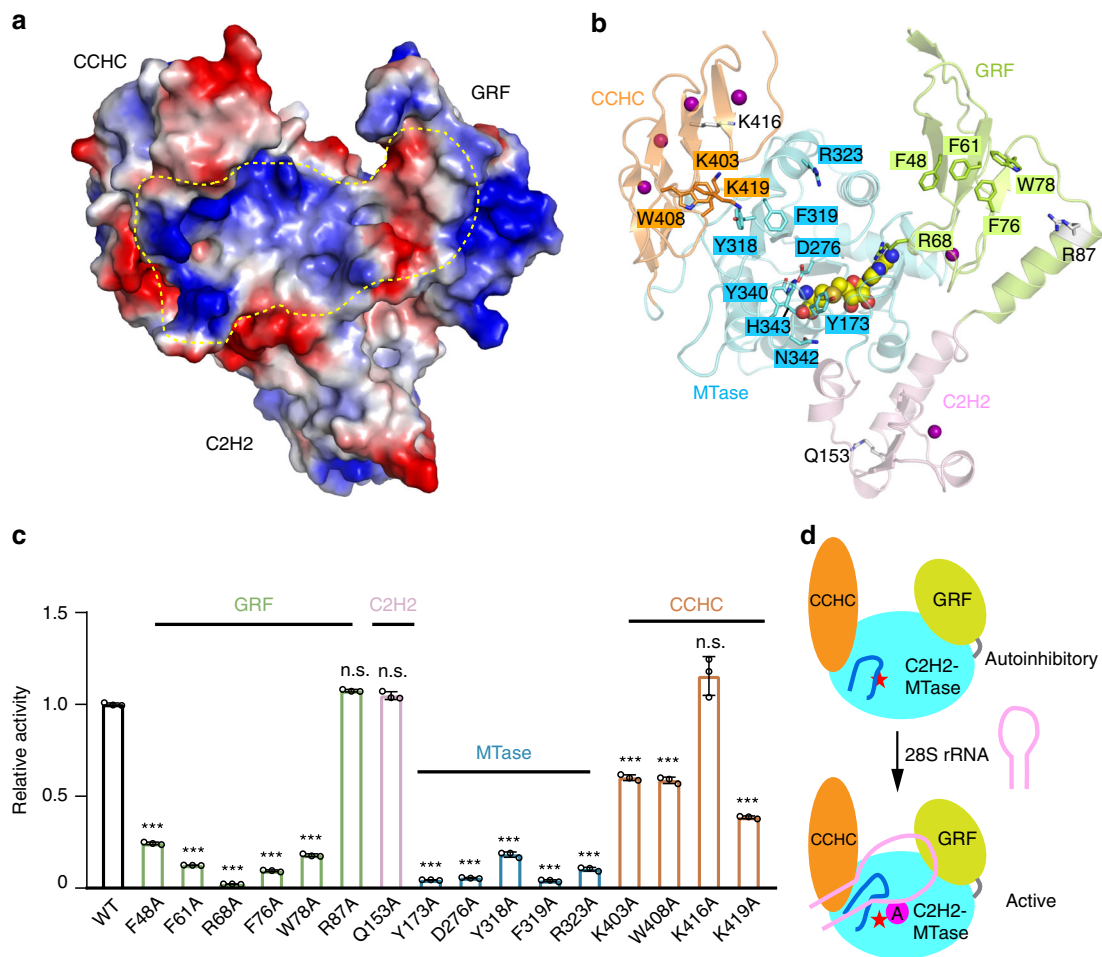 a
CCHC
GRF
C2H2
b
GRF
CCHC
K416
K403
R323
F48
F61
K419
W78
W408
F319
F76
Y318
D276
R68
R87
Y340
H343
Y173
N342
MTase
C2H2
Q153
c
Relative activity
1.5
1.0
0.5
0
GRF
C2H2
MTase
CCHC
*** *** *** *** *** n.s. n.s. *** *** *** *** *** *** *** n.s. ***
WT F48A F61A R68A F76A W78A R87A Q153A Y173A D276A Y318A F319A R323A K403A W408A K416A K419A
d
CCHC
GRF
C2H2-
MTase
Autoinhibitory
28S rRNA
CCHC
GRF
A
C2H2-
MTase
Active